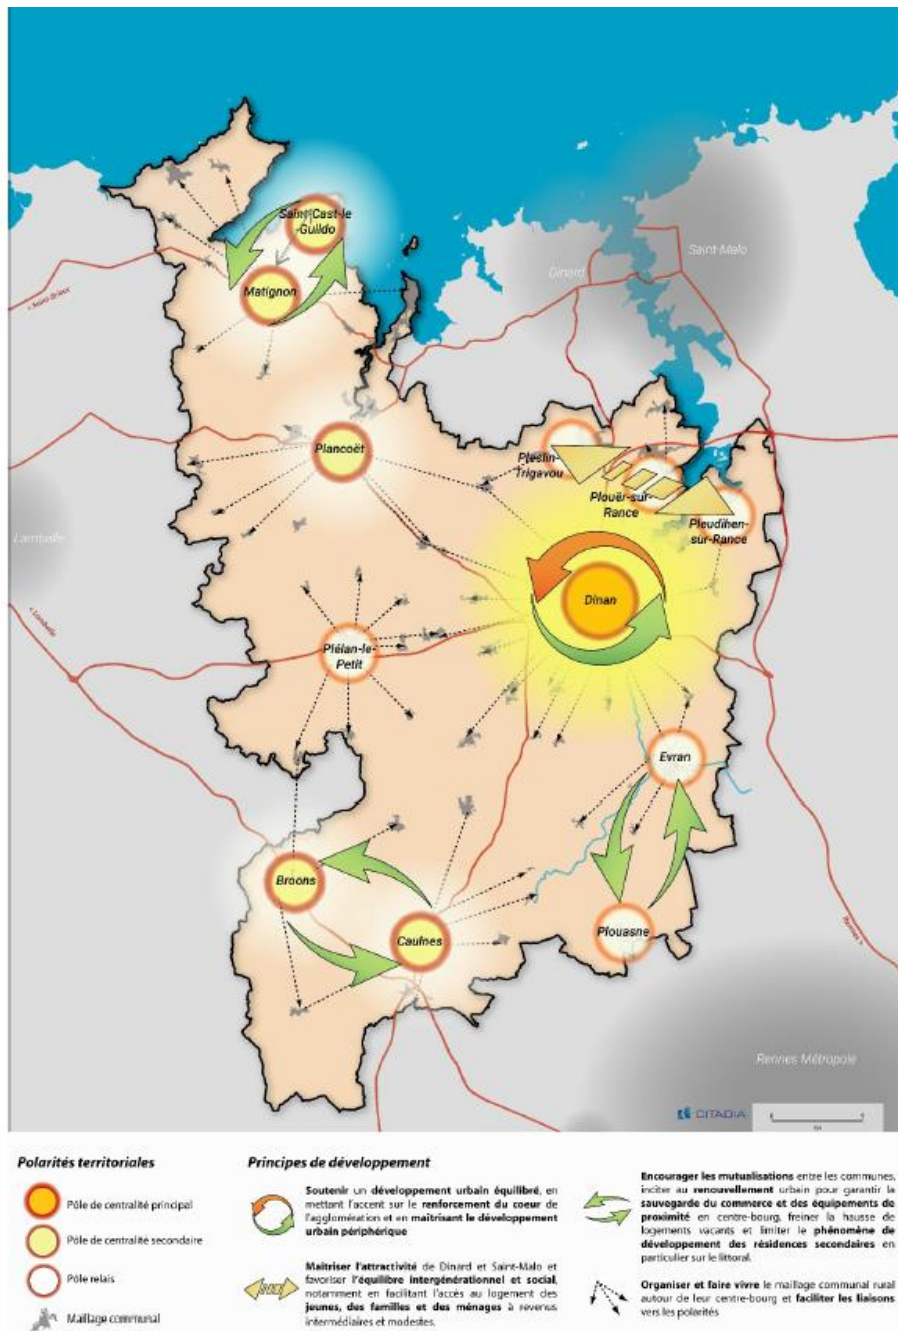 Saint-Cast-le
Guildo
Saint-Malo
Dinard
Matignon
< Saint-Brieuc
Plancoët
Pleslin-
Trigavou
Plouër-sur-
Rance
Pleudihen-
sur-Rance
Lamballe
Dinan
< Lamballe
Plélan-le-
Petit
Evran
Broons
Plouasne
Caulnes
Rennes >
Rennes Métropole
CITADIA
Polarités territoriales
Pôle de centralité principal
Pôle de centralité secondaire
Pôle relais
Maillage communal
Principes de développement
Soutenir un développement urbain équilibré, en
mettant l'accent sur le renforcement du coeur de
l'agglomération et en maîtrisant le développement
urbain périphérique
Maîtriser l'attractivité de Dinard et Saint-Malo et
favoriser l'équilibre intergénérationnel et social,
notamment en facilitant l'accès au logement des
jeunes, des familles et des ménages à revenus
intermédiaires et modestes.
Encourager les mutualisations entre les communes,
inciter au renouvellement urbain pour garantir la
sauvegarde du commerce et des équipements de
proximité en centre-bourg, freiner la hausse de
logements vacants et limiter le phénomène de
développement des résidences secondaires en
particulier sur le littoral.
Organiser et faire vivre le maillage communal rural
autour de leur centre-bourg et faciliter les liaisons
vers les polarités